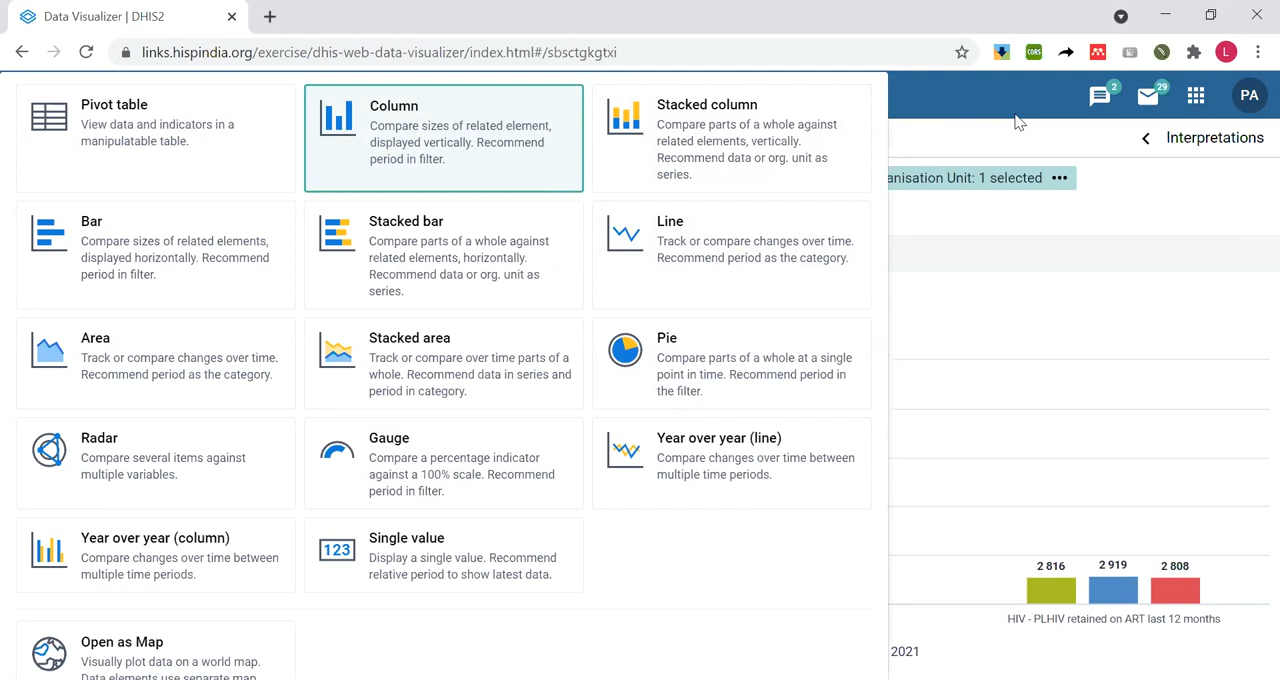 Data Visualizer | DHIS2
links.hispindia.org/exercise/dhis-web-data-visualizer/index.html#/sbsctgkgtxi
CORS
L
2
29
PA
Interpretations
anisation Unit: 1 selected
Pivot table
View data and indicators in a
manipulatable table.
Column
Compare sizes of related element,
displayed vertically. Recommend
period in filter.
Stacked column
Compare parts of a whole against
related elements, vertically.
Recommend data or org. unit as
series.
Bar
Compare sizes of related elements,
displayed horizontally. Recommend
period in filter.
Stacked bar
Compare parts of a whole against
related elements, horizontally.
Recommend data or org. unit as
series.
Line
Track or compare changes over time.
Recommend period as the category.
Area
Track or compare changes over time.
Recommend period as the category.
Stacked area
Track or compare over time parts of a
whole. Recommend data in series and
period in category.
Pie
Compare parts of a whole at a single
point in time. Recommend period in
the filter.
Radar
Compare several items against
multiple variables.
Gauge
Compare a percentage indicator
against a 100% scale. Recommend
period in filter.
Year over year (line)
Compare changes over time between
multiple time periods.
Year over year (column)
Compare changes over time between
multiple time periods.
123
Single value
Display a single value. Recommend
relative period to show latest data.
Open as Map
Visually plot data on a world map.
Data elements use separate map
2 816
2 919
2 808
HIV - PLHIV retained on ART last 12 months
2021